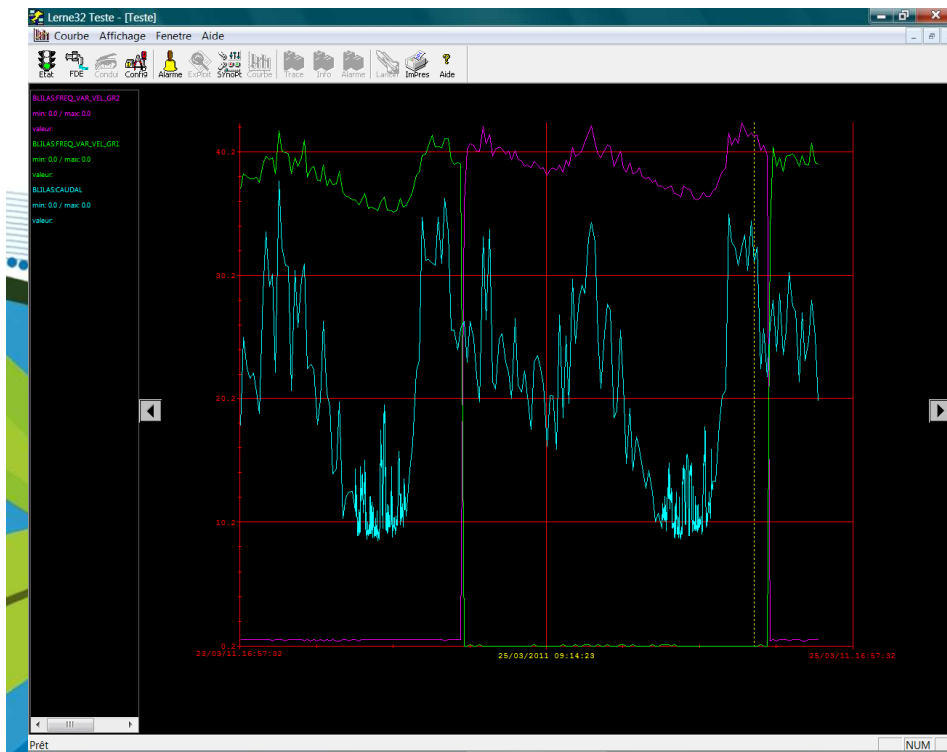 Lerne32 Teste - [Teste]
Courbe Affichage Fenetre Aide
Etat FDE Condui Config Alarme Exploit SynoPt Courbe Trace Info Alarme Lancer ImPres Aide
BLILAS:FREQ_VAR_VEL_GR2
min: 0.0 / max: 0.0
valeur:
BLILAS:FREQ_VAR_VEL_GR1
min: 0.0 / max: 0.0
valeur:
BLILAS:CAUDAL
min: 0.0 / max: 0.0
valeur:
40.2
30.2
20.2
10.2
0.2
23/03/11.16:57:32
25/03/2011 09:14:23
25/03/11.16:57:32
Prêt
NUM